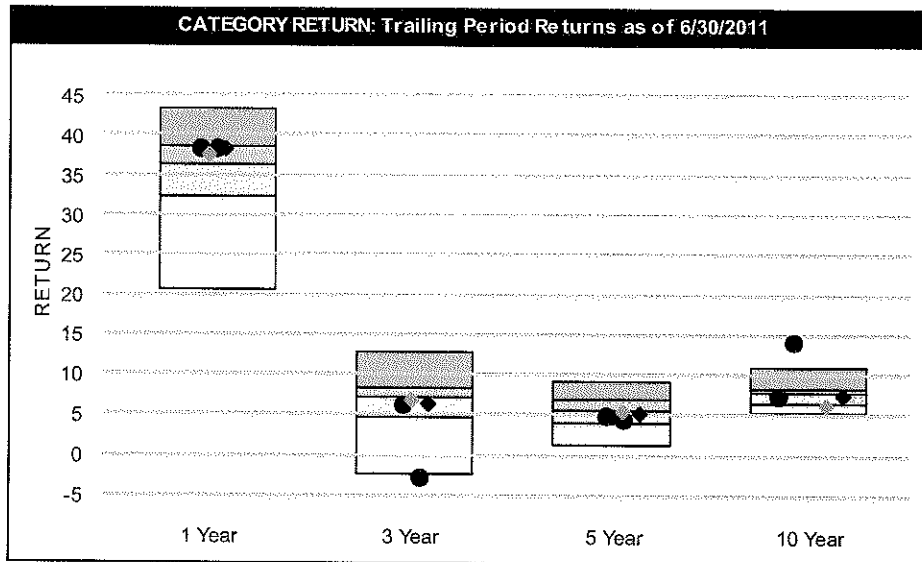 CATEGORY RETURN: Trailing Period Returns as of 6/30/2011
45
40
35
30
25
20
15
10
5
0
-5
RETURN
1 Year
3 Year
5 Year
10 Year